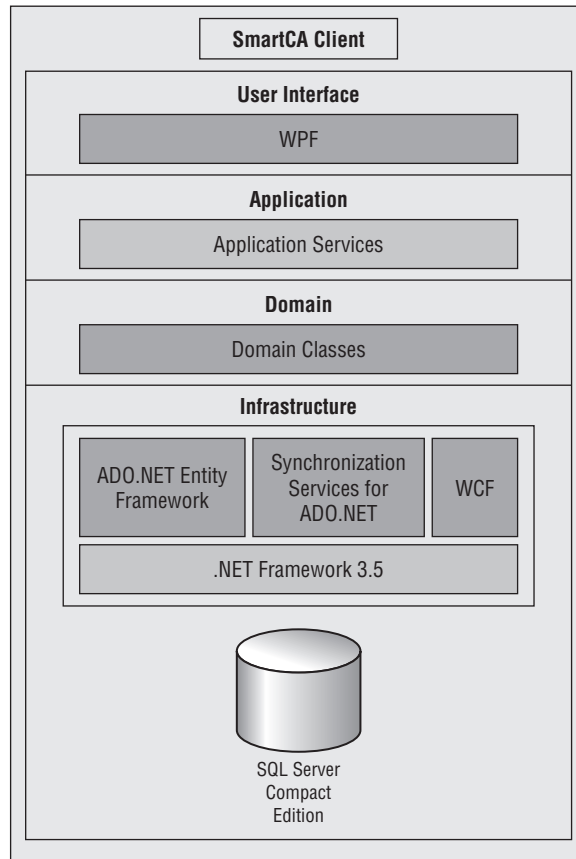 SmartCA Client
User Interface
WPF
Application
Application Services
Domain
Domain Classes
Infrastructure
ADO.NET Entity
Framework
Synchronization
Services for
ADO.NET
WCF
.NET Framework 3.5
SQL Server
Compact
Edition